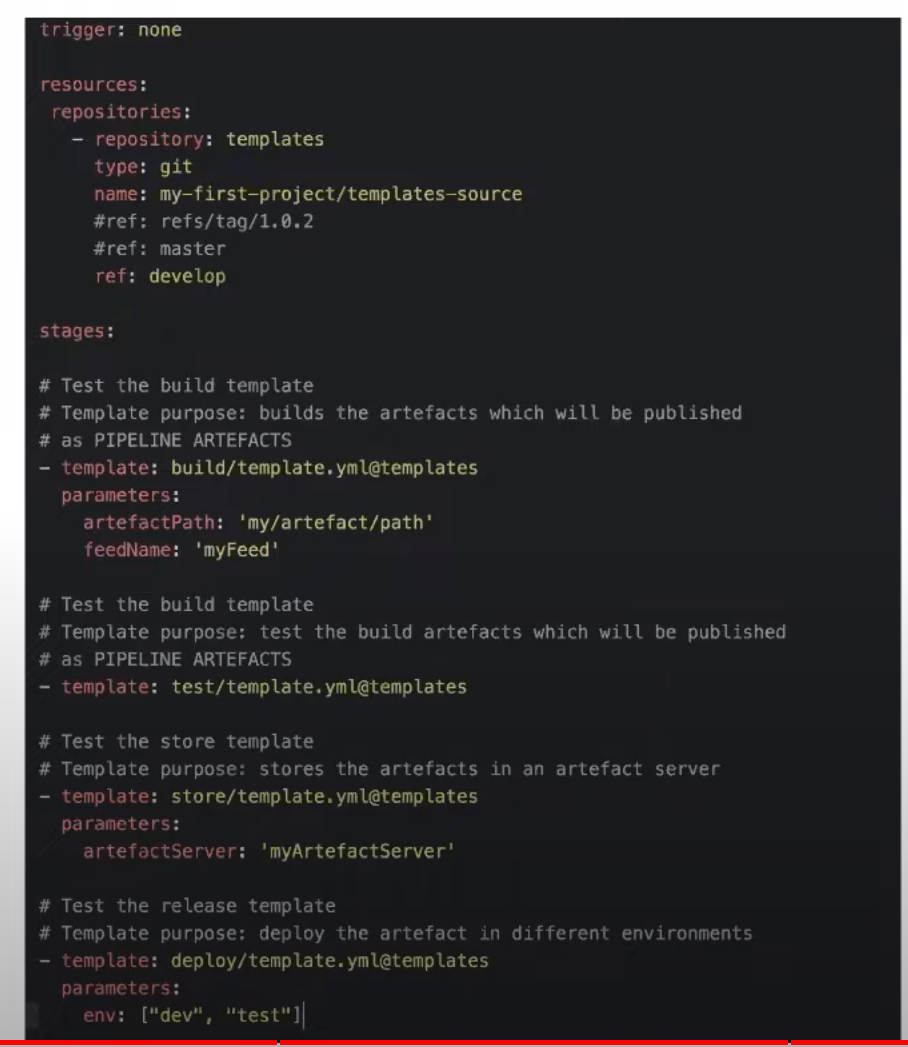 trigger: none
resources:
repositories:
- repository: templates
type: git
name: my-first-project/templates-source
#ref: refs/tag/1.0.2
#ref: master
ref: develop
stages:
# Test the build template
# Template purpose: builds the artefacts which will be published
# as PIPELINE ARTEFACTS
- template: build/template.yml@templates
parameters:
artefactPath: 'my/artefact/path'
feedName: 'myFeed'
# Test the build template
# Template purpose: test the build artefacts which will be published
# as PIPELINE ARTEFACTS
- template: test/template.yml@templates
# Test the store template
# Template purpose: stores the artefacts in an artefact server
- template: store/template.yml@templates
parameters:
artefactServer: 'myArtefactServer'
# Test the release template
# Template purpose: deploy the artefact in different environments
- template: deploy/template.yml@templates
parameters:
env: ["dev", "test"]